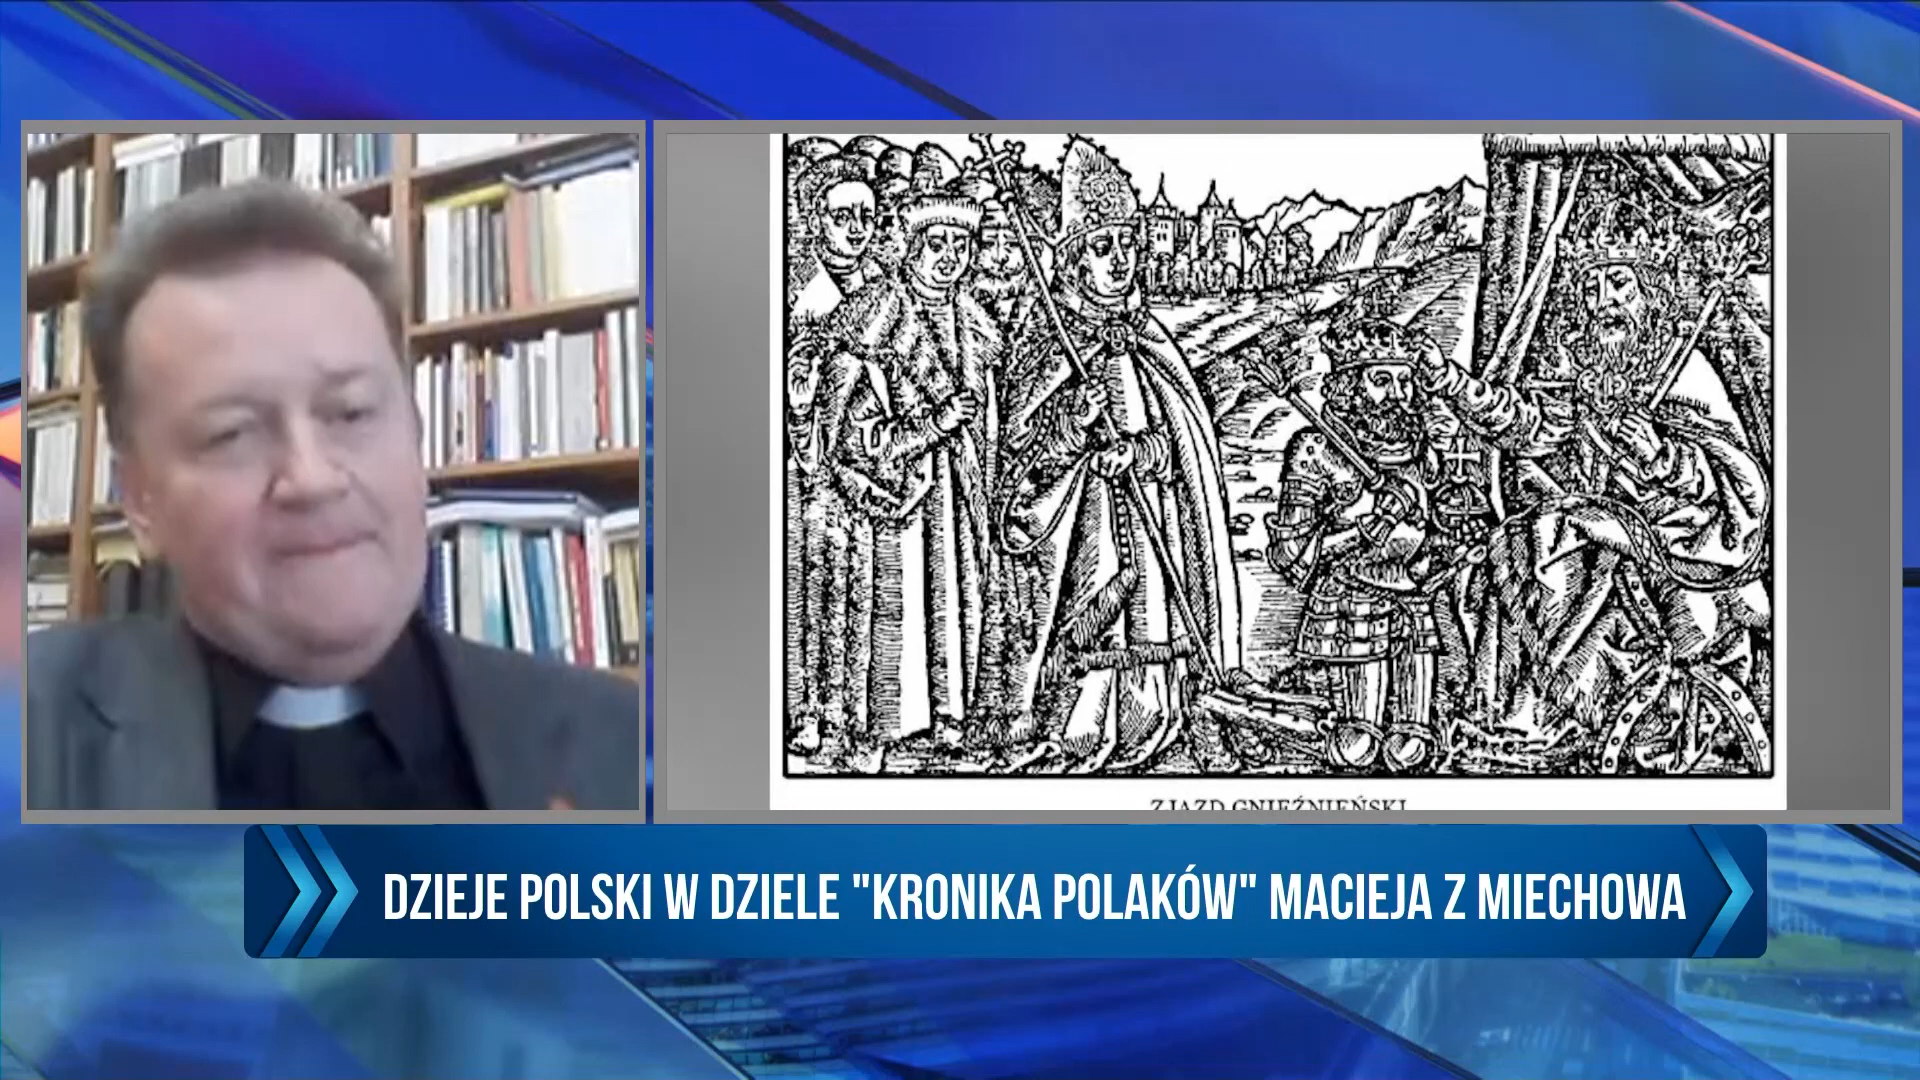 ZJAZD GNIEŹNIEŃSKI
DZIEJE POLSKI W DZIELE "KRONIKA POLAKÓW" MACIEJA Z MIECHOWA